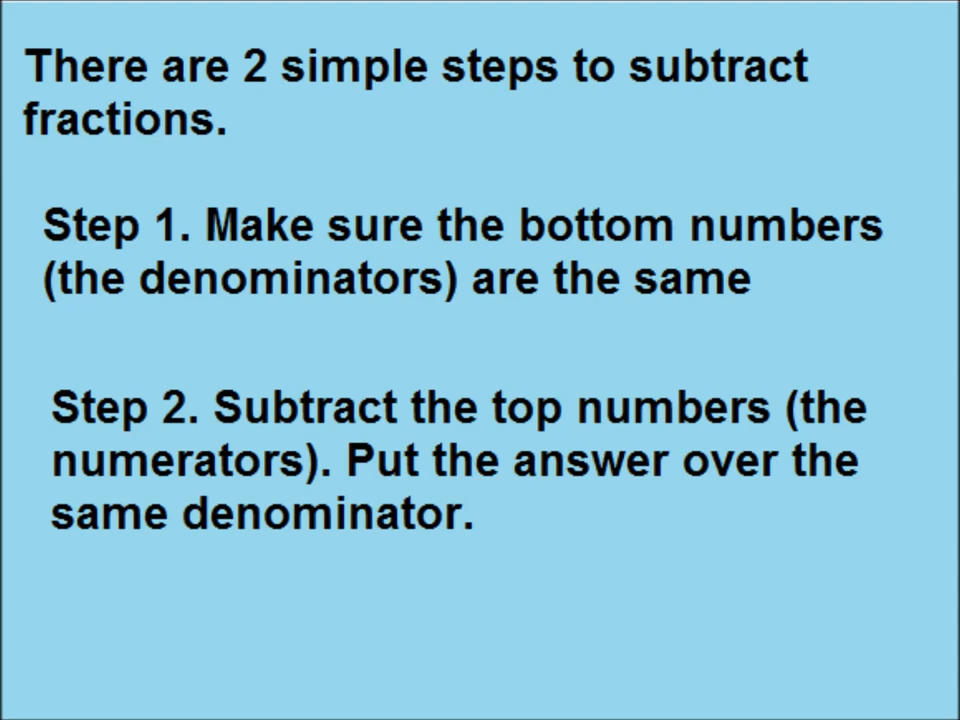 There are 2 simple steps to subtract
fractions.
Step 1. Make sure the bottom numbers
(the denominators) are the same
Step 2. Subtract the top numbers (the
numerators). Put the answer over the
same denominator.